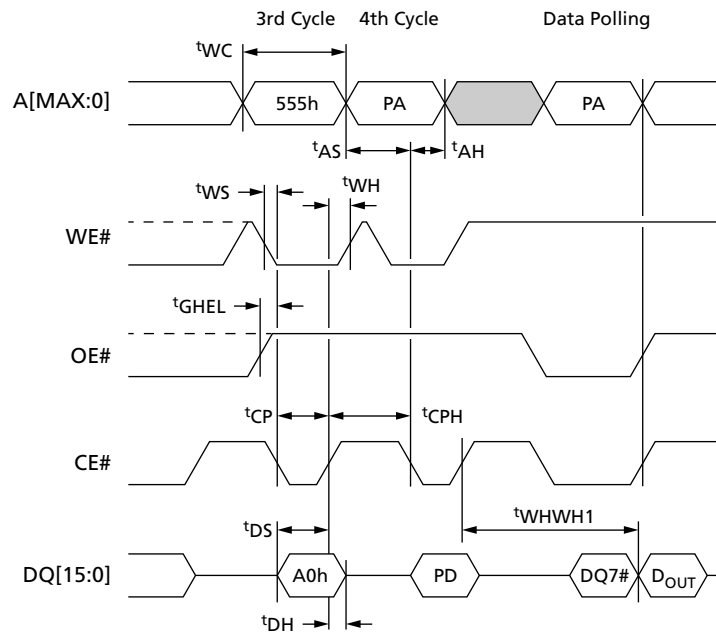 3rd Cycle 4th Cycle Data Polling
tWC
A[MAX:0] 555h PA PA
tAS tAH
tWS tWH
WE#
tGHEL
OE#
tCP tCPH
CE#
tWHWH1
tDS
DQ[15:0] A0h PD DQ7# DOUT
tDH